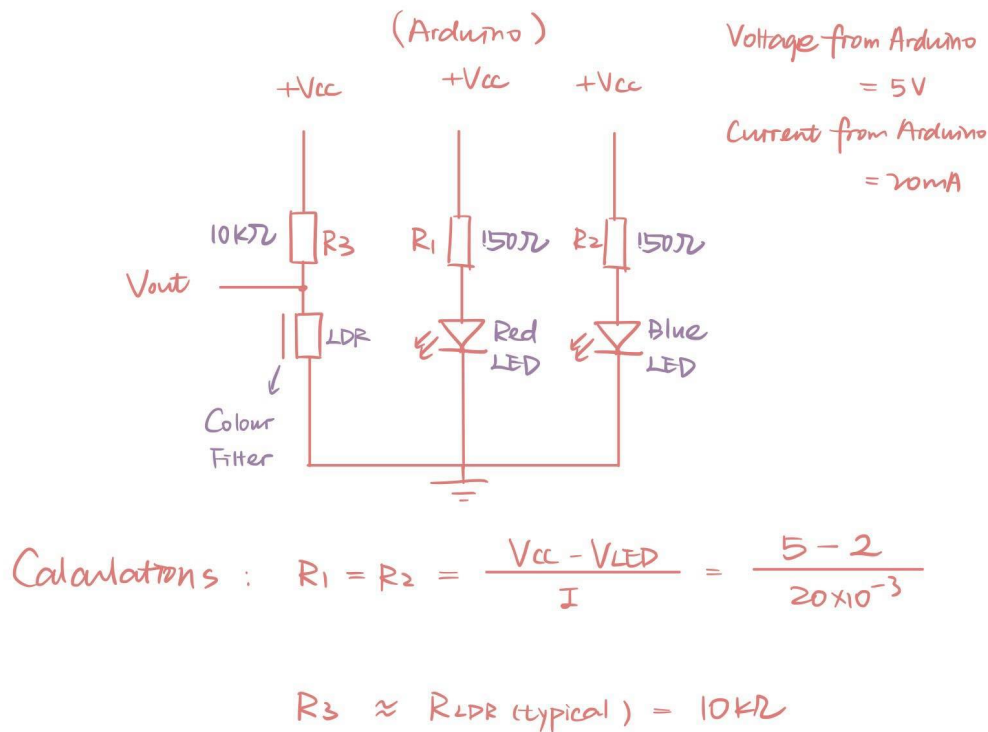 (Arduino)
Voltage from Arduino
= 5V
Current from Arduino
= 20mA
+Vcc
+Vcc
+Vcc
10KΩ
R3
R1
150Ω
R2
150Ω
Vout
LDR
Red
LED
Blue
LED
Colour
Filter
Calculations : R1 = R2 = Vcc - VLED / I = 5 - 2 / 20×10⁻³
R3 ≈ RLDR (typical) = 10KΩ